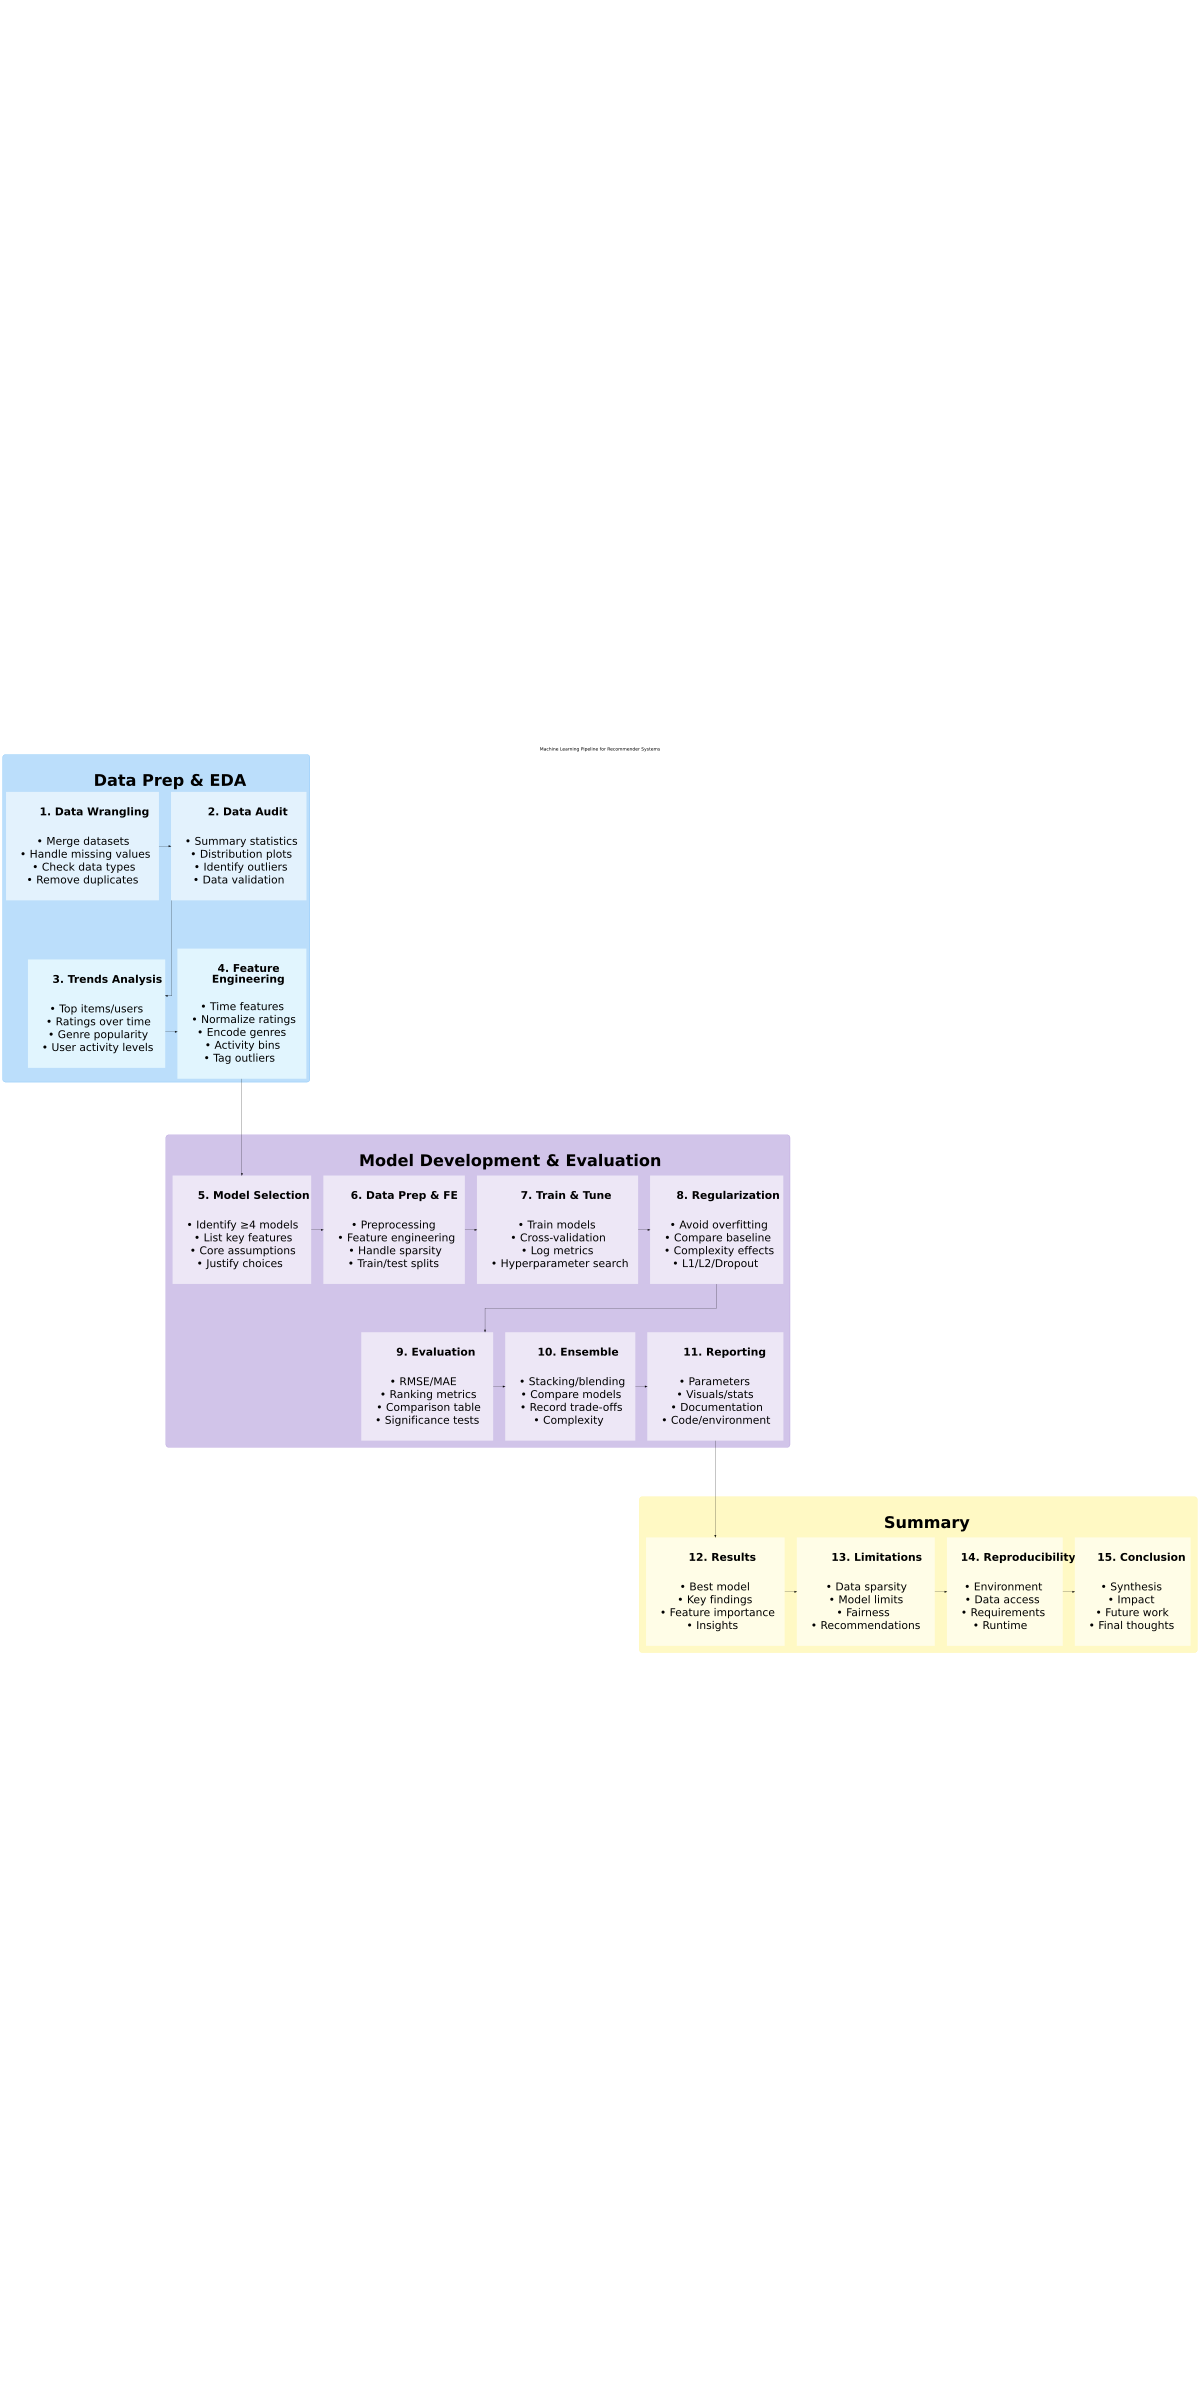 Machine Learning Pipeline for Recommender Systems
Data Prep & EDA
1. Data Wrangling
• Merge datasets
• Handle missing values
• Check data types
• Remove duplicates
2. Data Audit
• Summary statistics
• Distribution plots
• Identify outliers
• Data validation
3. Trends Analysis
• Top items/users
• Ratings over time
• Genre popularity
• User activity levels
4. Feature
Engineering
• Time features
• Normalize ratings
• Encode genres
• Activity bins
• Tag outliers
Model Development & Evaluation
5. Model Selection
• Identify ≥4 models
• List key features
• Core assumptions
• Justify choices
6. Data Prep & FE
• Preprocessing
• Feature engineering
• Handle sparsity
• Train/test splits
7. Train & Tune
• Train models
• Cross-validation
• Log metrics
• Hyperparameter search
8. Regularization
• Avoid overfitting
• Compare baseline
• Complexity effects
• L1/L2/Dropout
9. Evaluation
• RMSE/MAE
• Ranking metrics
• Comparison table
• Significance tests
10. Ensemble
• Stacking/blending
• Compare models
• Record trade-offs
• Complexity
11. Reporting
• Parameters
• Visuals/stats
• Documentation
• Code/environment
Summary
12. Results
• Best model
• Key findings
• Feature importance
• Insights
13. Limitations
• Data sparsity
• Model limits
• Fairness
• Recommendations
14. Reproducibility
• Environment
• Data access
• Requirements
• Runtime
15. Conclusion
• Synthesis
• Impact
• Future work
• Final thoughts